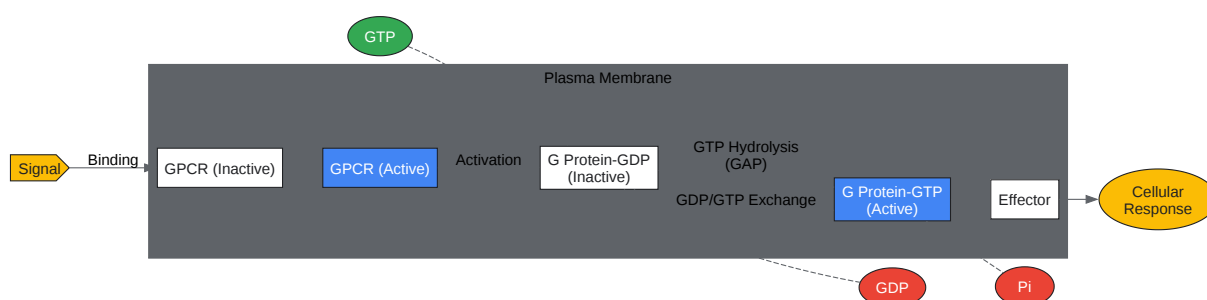 GTP
Plasma Membrane
Signal
Binding
GPCR (Inactive)
GPCR (Active)
Activation
G Protein-GDP
(Inactive)
GTP Hydrolysis
(GAP)
GDP/GTP Exchange
G Protein-GTP
(Active)
Effector
Cellular
Response
GDP
Pi